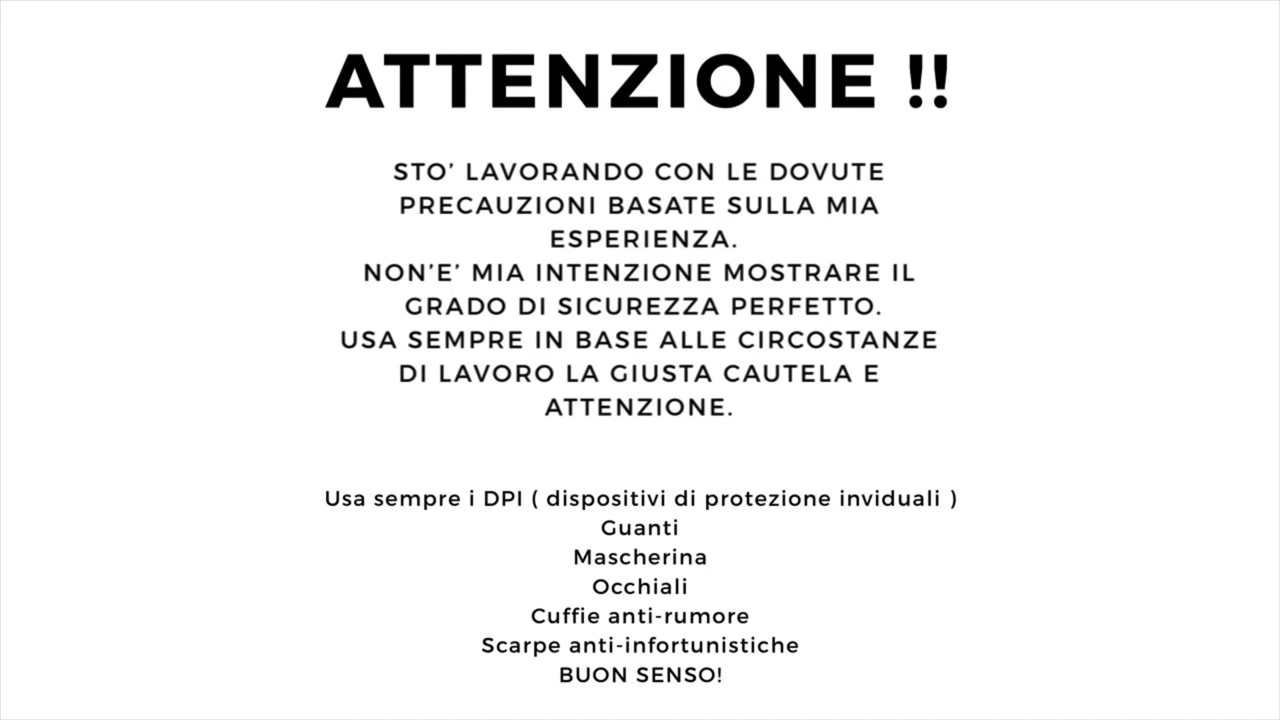 ATTENZIONE !!
STO’ LAVORANDO CON LE DOVUTE
PRECAUZIONI BASATE SULLA MIA
ESPERIENZA.
NON’E’ MIA INTENZIONE MOSTRARE IL
GRADO DI SICUREZZA PERFETTO.
USA SEMPRE IN BASE ALLE CIRCOSTANZE
DI LAVORO LA GIUSTA CAUTELA E
ATTENZIONE.
Usa sempre i DPI ( dispositivi di protezione inviduali )
Guanti
Mascherina
Occhiali
Cuffie anti-rumore
Scarpe anti-infortunistiche
BUON SENSO!